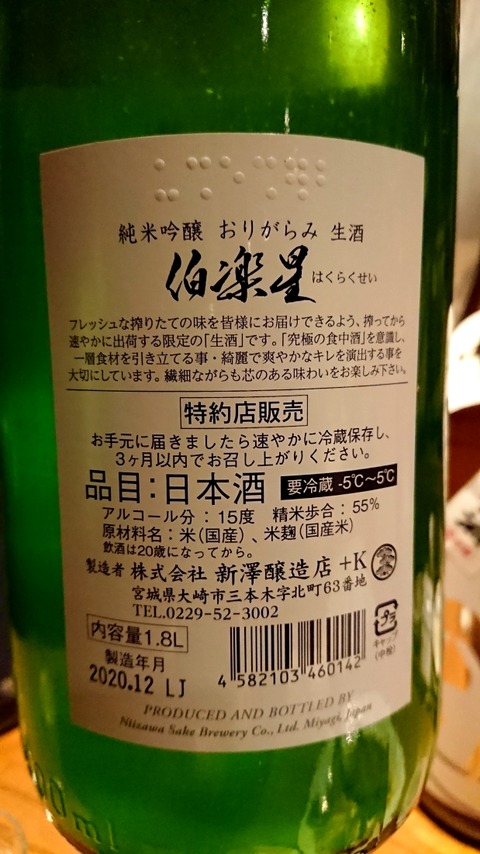 純米吟醸 おりがらみ 生酒
伯楽星 はくらくせい
フレッシュな搾りたての味を皆様にお届けできるよう、搾ってから
速やかに出荷する限定の「生酒」です。「究極の食中酒」を意識し、
一層食材を引き立てる事・綺麗で爽やかなキレを演出する事を
大切にしています。繊細ながらも芯のある味わいをお楽しみ下さい。
特約店販売
お手元に届きましたら速やかに冷蔵保存し、
3ヶ月以内でお召し上がりください。
品目：日本酒 要冷蔵 -5℃〜5℃
アルコール分：15度 精米歩合：55%
原材料名：米（国産）、米麹（国産米）
飲酒は20歳になってから。
製造者 株式会社 新澤醸造店 +K
宮城県大崎市三本木字北町63番地
TEL.0229-52-3002
内容量1.8L
製造年月
2020.12 LJ
4 582103 460142
プラ
キャップ
(中栓)
PRODUCED AND BOTTLED BY
Niizawa Sake Brewery Co., Ltd. Miyagi, Japan